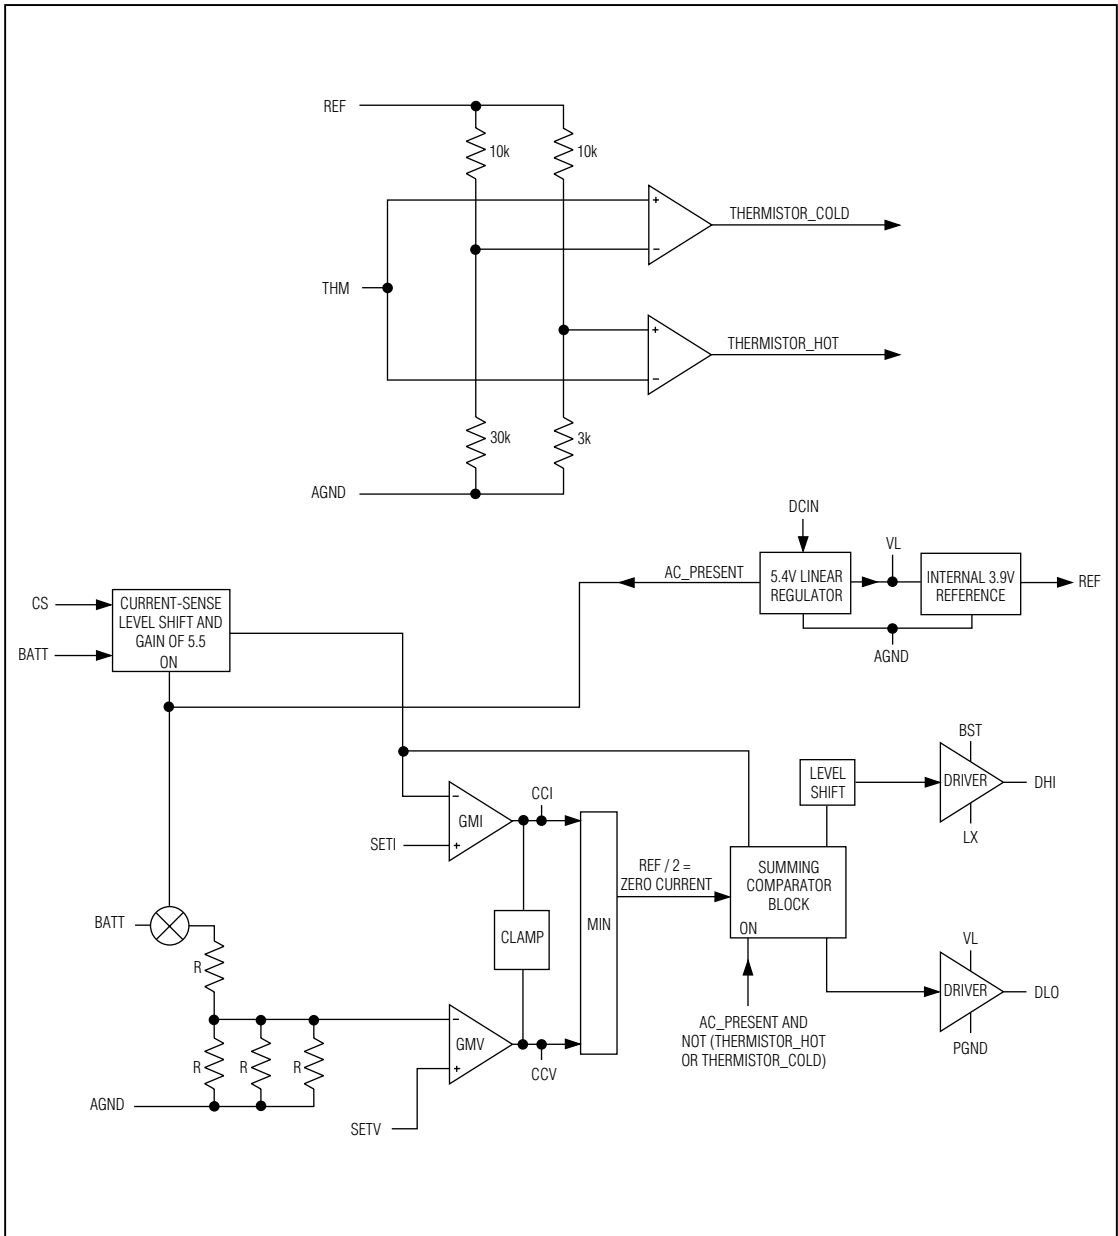 REF
10k
10k
+
THERMISTOR_COLD
−
THM
+
THERMISTOR_HOT
−
30k
3k
AGND
DCIN
VL
AC_PRESENT
5.4V LINEAR
REGULATOR
INTERNAL 3.9V
REFERENCE
REF
AGND
CS
BATT
CURRENT-SENSE
LEVEL SHIFT AND
GAIN OF 5.5
ON
BST
LEVEL
SHIFT
DRIVER
DHI
LX
−
GMI
+
SETI
CCI
REF / 2 =
ZERO CURRENT
SUMMING
COMPARATOR
BLOCK
ON
BATT
CLAMP
MIN
R
VL
DRIVER
DLO
PGND
−
GMV
+
CCV
AC_PRESENT AND
NOT (THERMISTOR_HOT
OR THERMISTOR_COLD)
R
R
R
AGND
SETV